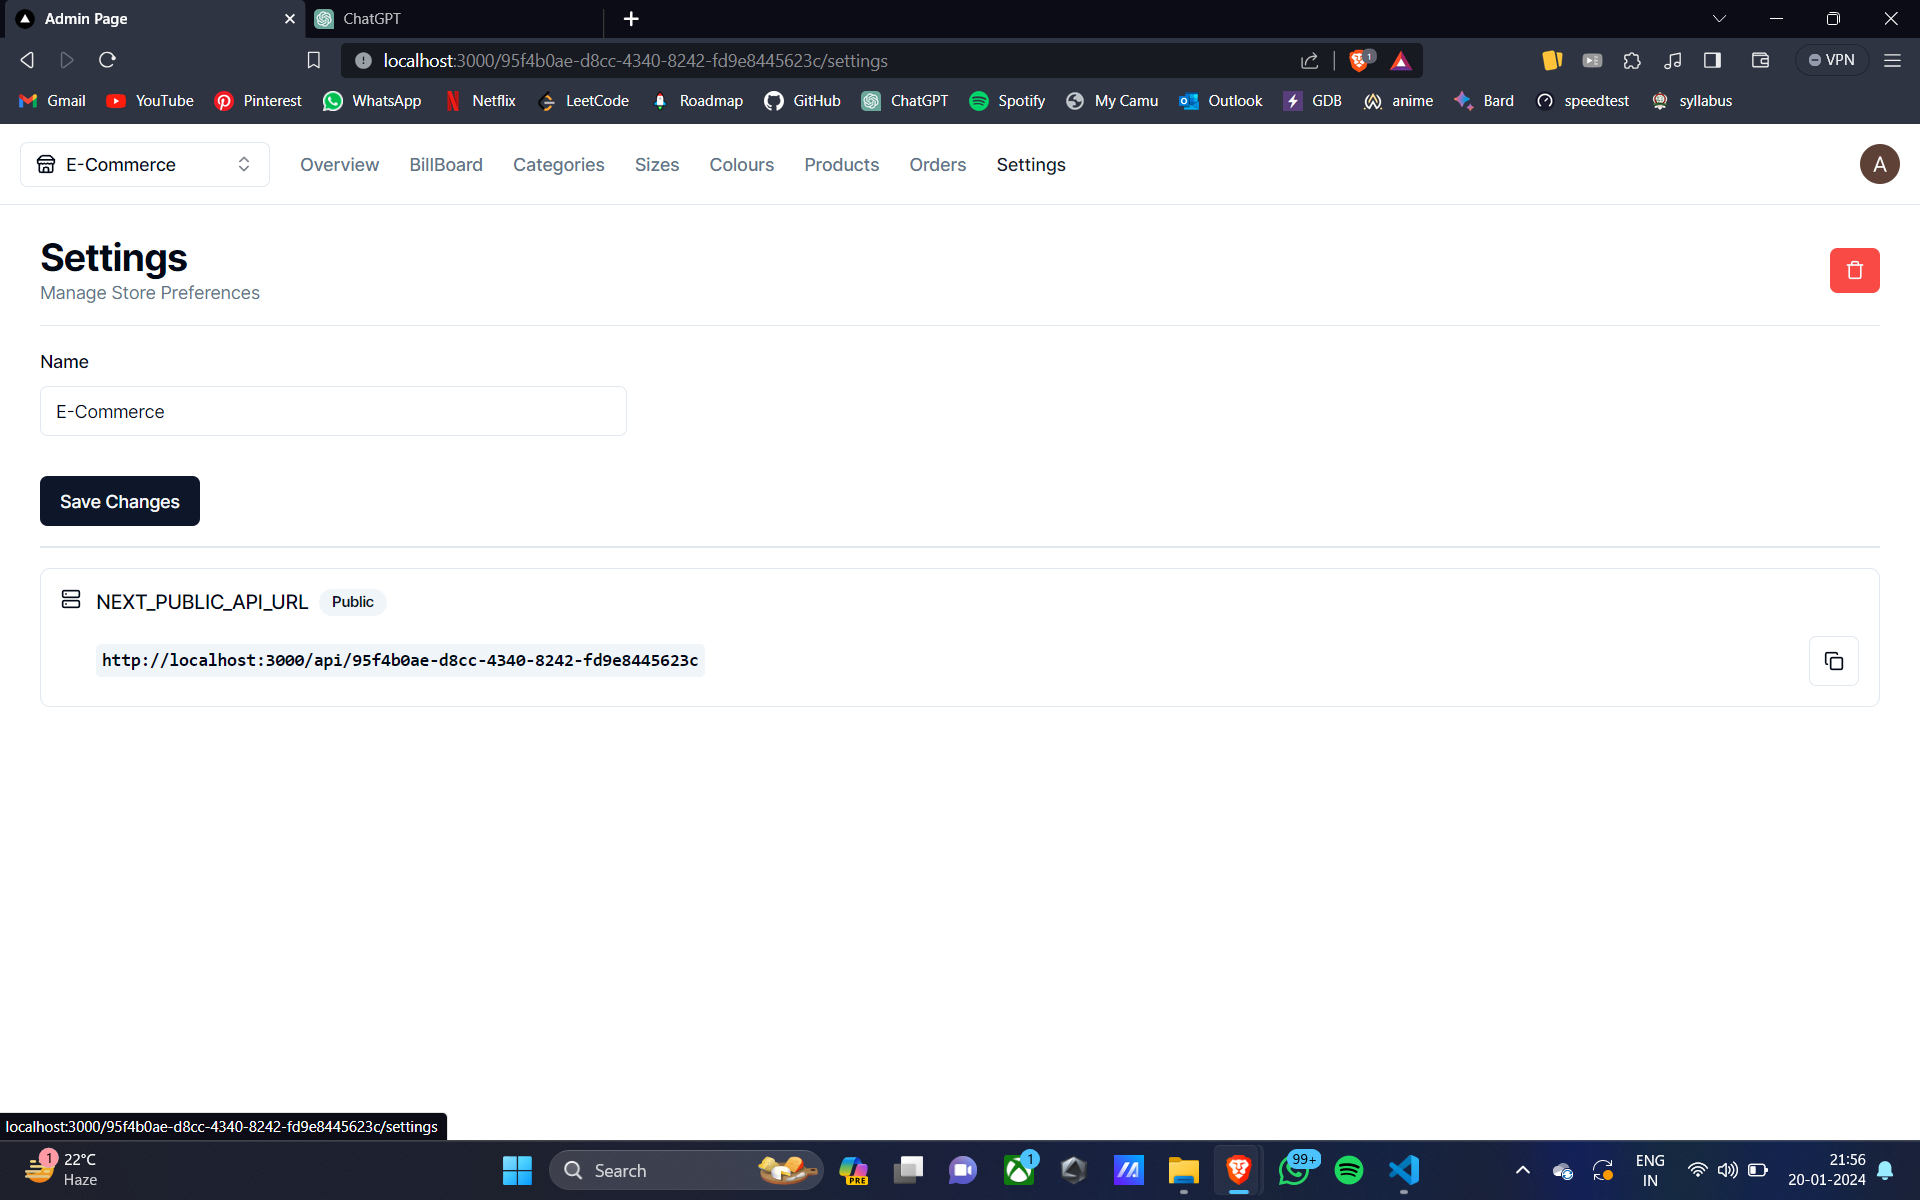 Admin Page
ChatGPT
localhost:3000/95f4b0ae-d8cc-4340-8242-fd9e8445623c/settings
1
VPN
Gmail YouTube Pinterest WhatsApp Netflix LeetCode Roadmap GitHub ChatGPT Spotify My Camu Outlook GDB anime Bard speedtest syllabus
E-Commerce Overview BillBoard Categories Sizes Colours Products Orders Settings A
Settings
Manage Store Preferences
Name
E-Commerce
Save Changes
NEXT_PUBLIC_API_URL Public
http://localhost:3000/api/95f4b0ae-d8cc-4340-8242-fd9e8445623c
localhost:3000/95f4b0ae-d8cc-4340-8242-fd9e8445623c/settings
1
22°C
Haze
Search
PRE
1
99+
ENG
IN
21:56
20-01-2024